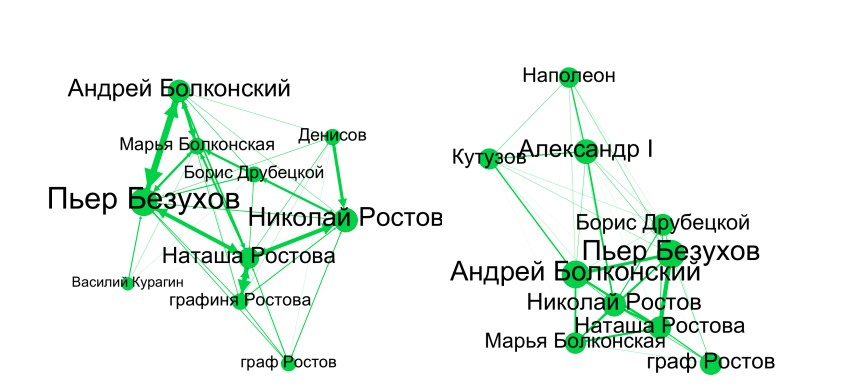 Андрей Болконский
Марья Болконская
Денисов
Борис Друбецкой
Пьер Безухов
Николай Ростов
Наташа Ростова
Василий Курагин
графиня Ростова
граф Ростов
Наполеон
Александр I
Кутузов
Борис Друбецкой
Пьер Безухов
Андрей Болконский
Николай Ростов
Наташа Ростова
Марья Болконская
граф Ростов